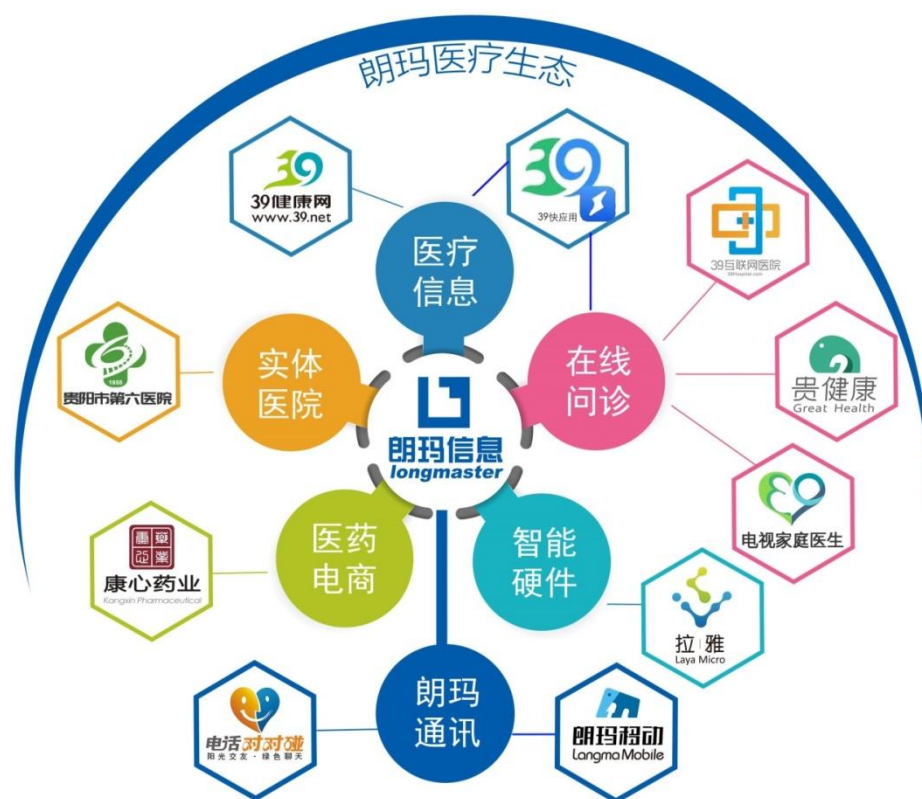 朗玛医疗生态
39健康网
www.39.net
39快应用
医疗
信息
39互联网医院
39Hospital.com
1958
贵阳市第六医院
实体
医院
在线
问诊
贵健康
Great Health
朗玛信息
longmaster
电视家庭医生
康心药业
Kangxin Pharmaceutical
医药
电商
智能
硬件
拉雅
Laya Micro
电话对对碰
阳光交友·绿色聊天
朗玛
通讯
朗玛移动
Langma Mobile